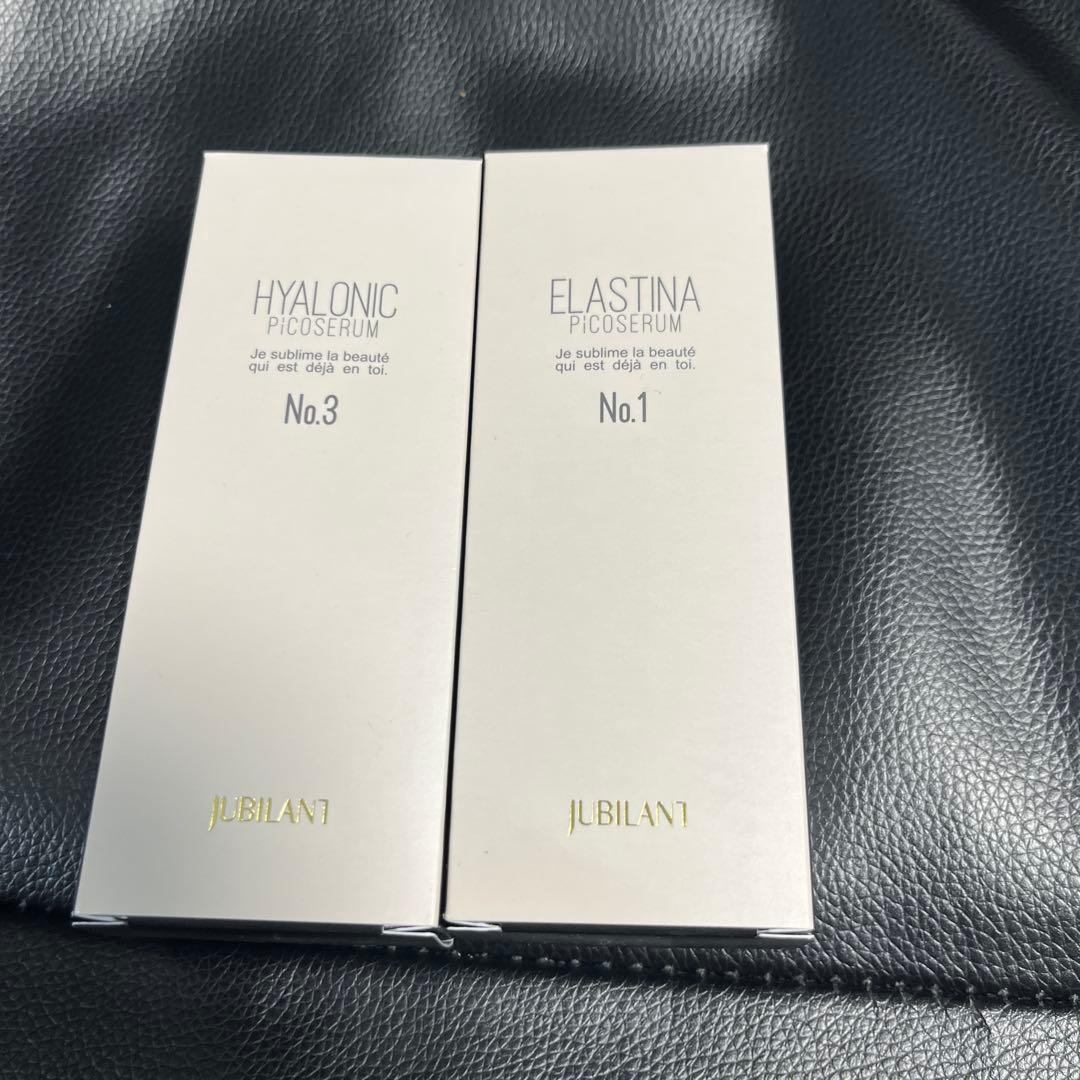 HYALONIC
PiCOSERUM
Je sublime la beauté
qui est déjà en toi.
No.3
JUBILANT
ELASTINA
PiCOSERUM
Je sublime la beauté
qui est déjà en toi.
No.1
JUBILANT